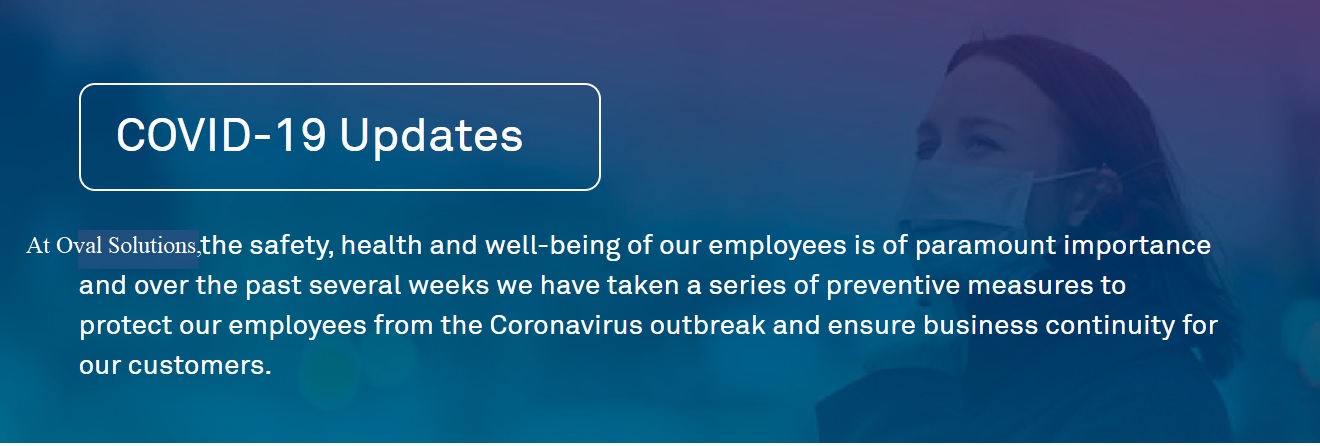 COVID-19 Updates
At Oval Solutions,the safety, health and well-being of our employees is of paramount importance
and over the past several weeks we have taken a series of preventive measures to
protect our employees from the Coronavirus outbreak and ensure business continuity for
our customers.